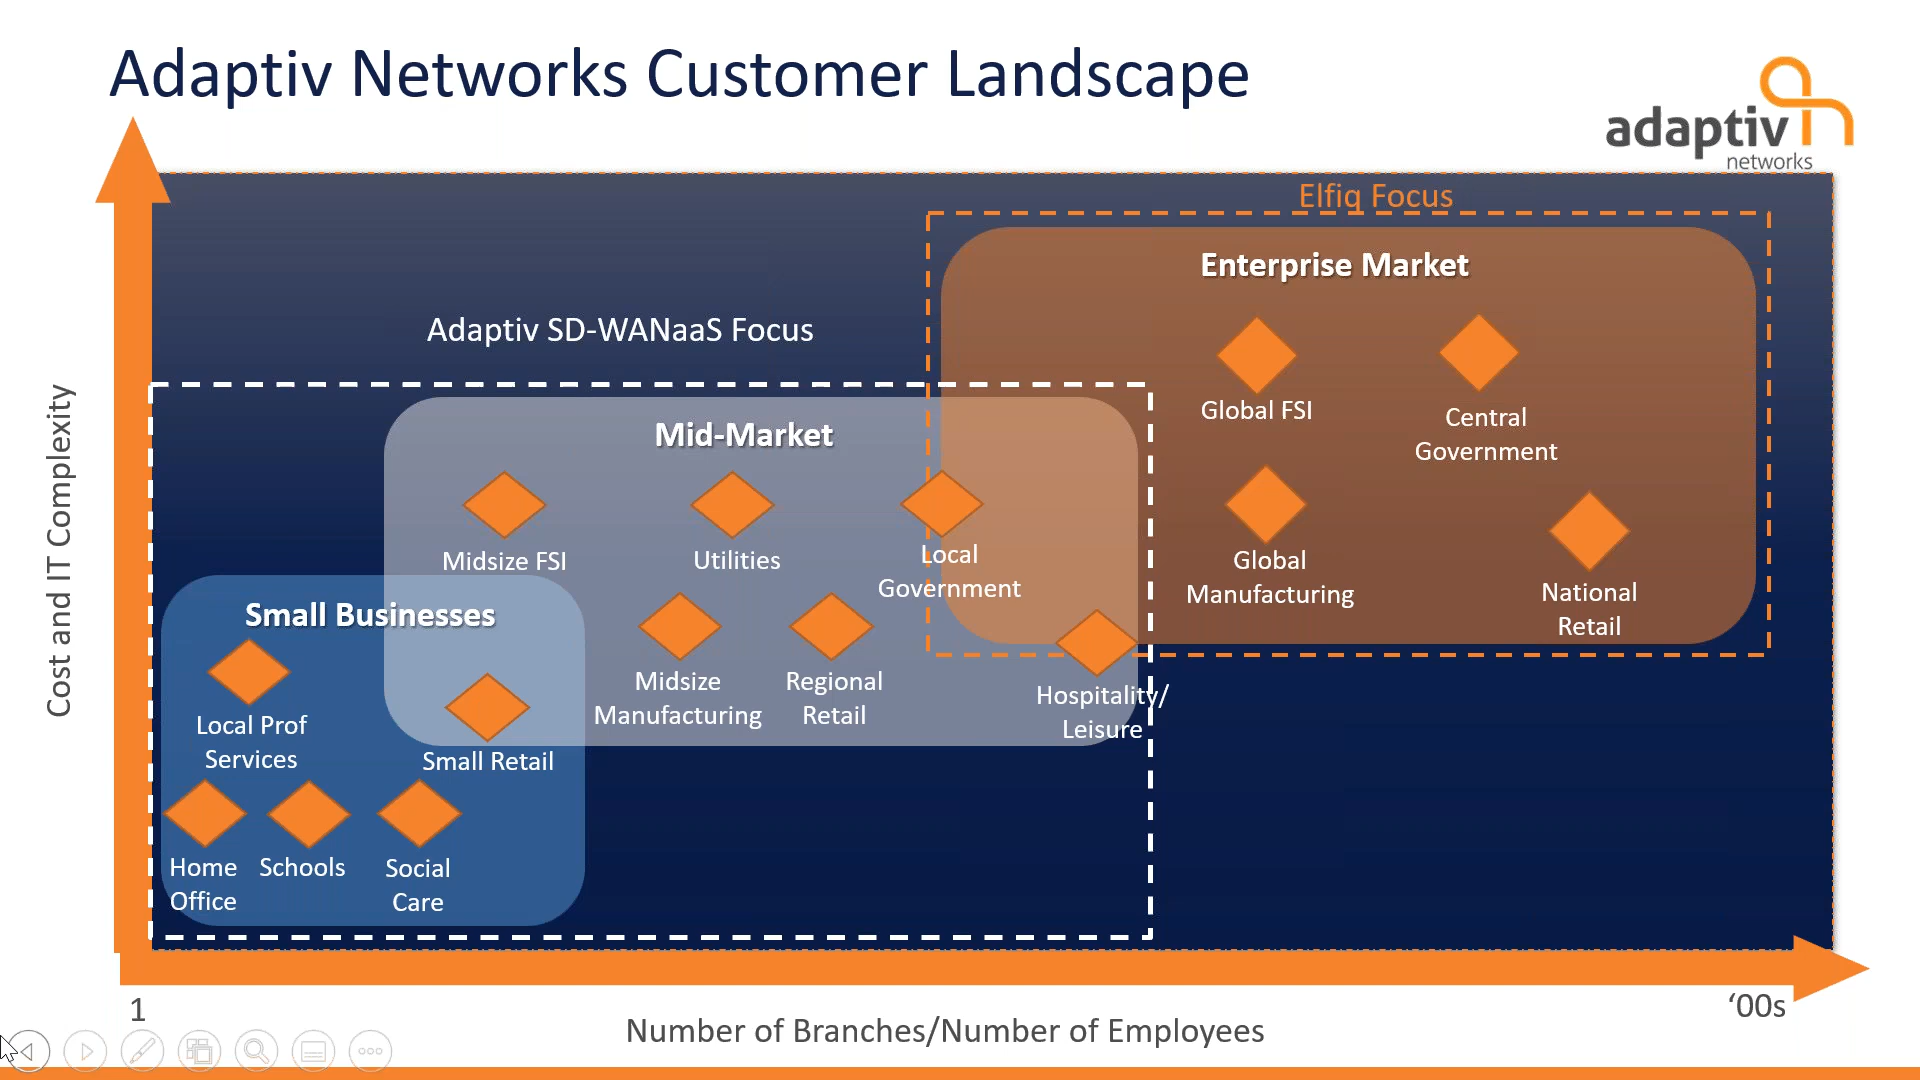 Adaptiv Networks Customer Landscape
adaptiv
networks
Elfiq Focus
Enterprise Market
Adaptiv SD-WANaaS Focus
Global FSI
Central
Government
Mid-Market
Midsize FSI
Utilities
Local
Government
Global
Manufacturing
National
Retail
Small Businesses
Midsize
Manufacturing
Regional
Retail
Hospitality/
Leisure
Local Prof
Services
Small Retail
Home
Office
Schools
Social
Care
Cost and IT Complexity
1
‘00s
Number of Branches/Number of Employees